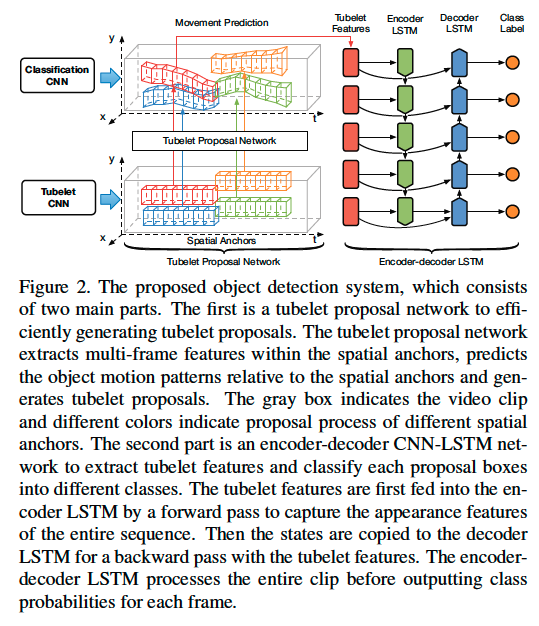 Movement Prediction
Tubelet Features
Encoder LSTM
Decoder LSTM
Class Label
y
Classification CNN
x
t
Tubelet Proposal Network
y
Tubelet CNN
x
Spatial Anchors
t
Tubelet Proposal Network
Encoder-decoder LSTM
Figure 2. The proposed object detection system, which consists
of two main parts. The first is a tubelet proposal network to effi-
ciently generating tubelet proposals. The tubelet proposal network
extracts multi-frame features within the spatial anchors, predicts
the object motion patterns relative to the spatial anchors and gen-
erates tubelet proposals. The gray box indicates the video clip
and different colors indicate proposal process of different spatial
anchors. The second part is an encoder-decoder CNN-LSTM net-
work to extract tubelet features and classify each proposal boxes
into different classes. The tubelet features are first fed into the en-
coder LSTM by a forward pass to capture the appearance features
of the entire sequence. Then the states are copied to the decoder
LSTM for a backward pass with the tubelet features. The encoder-
decoder LSTM processes the entire clip before outputting class
probabilities for each frame.